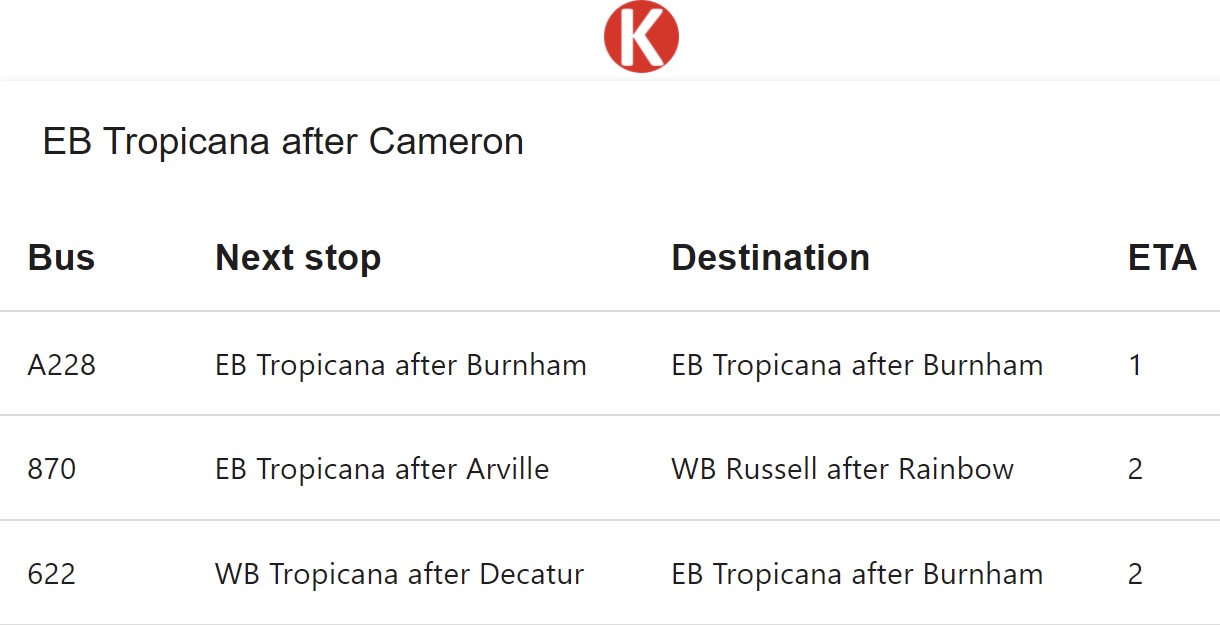 K
EB Tropicana after Cameron
Bus Next stop Destination ETA
A228 EB Tropicana after Burnham EB Tropicana after Burnham 1
870 EB Tropicana after Arville WB Russell after Rainbow 2
622 WB Tropicana after Decatur EB Tropicana after Burnham 2